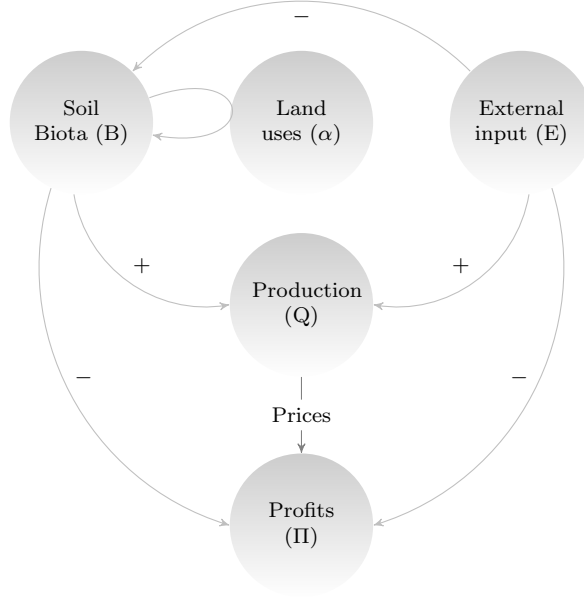 −
Soil
Biota (B)
Land
uses (α)
External
input (E)
+
+
Production
(Q)
−
−
Prices
Profits
(Π)